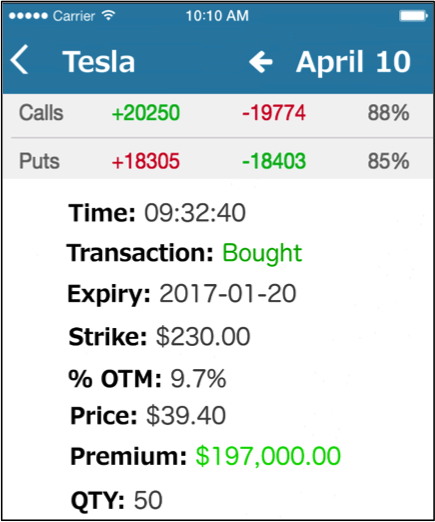 Carrier 10:10 AM
Tesla April 10
Calls +20250 -19774 88%
Puts +18305 -18403 85%
Time: 09:32:40
Transaction: Bought
Expiry: 2017-01-20
Strike: $230.00
% OTM: 9.7%
Price: $39.40
Premium: $197,000.00
QTY: 50